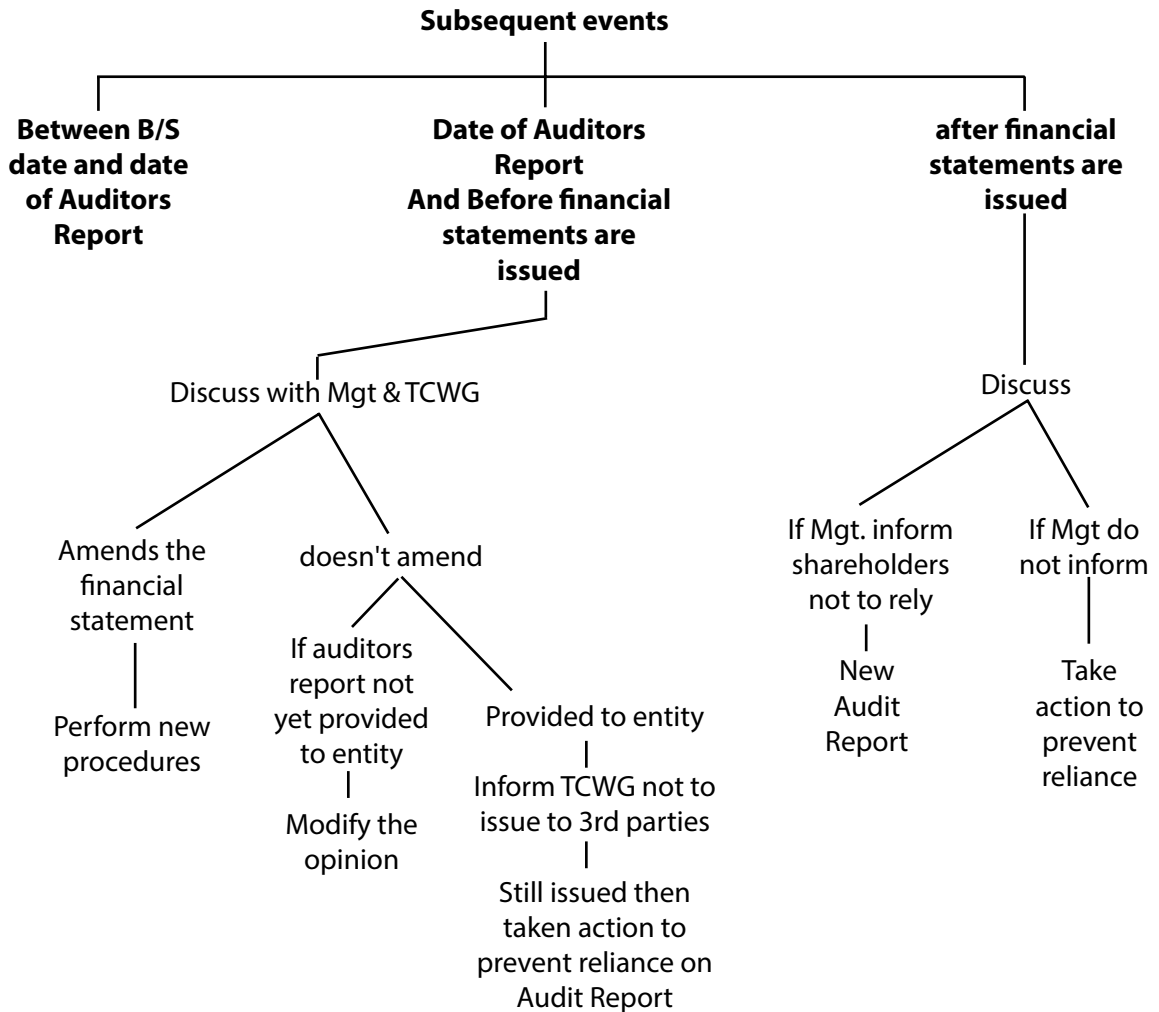 Subsequent events
Between B/S
date and date
of Auditors
Report
Date of Auditors
Report
And Before financial
statements are
issued
after financial
statements are
issued
Discuss with Mgt & TCWG
Discuss
Amends the
financial
statement
Perform new
procedures
doesn't amend
If auditors
report not
yet provided
to entity
Modify the
opinion
Provided to entity
Inform TCWG not to
issue to 3rd parties
Still issued then
taken action to
prevent reliance on
Audit Report
If Mgt. inform
shareholders
not to rely
New
Audit
Report
If Mgt do
not inform
Take
action to
prevent
reliance